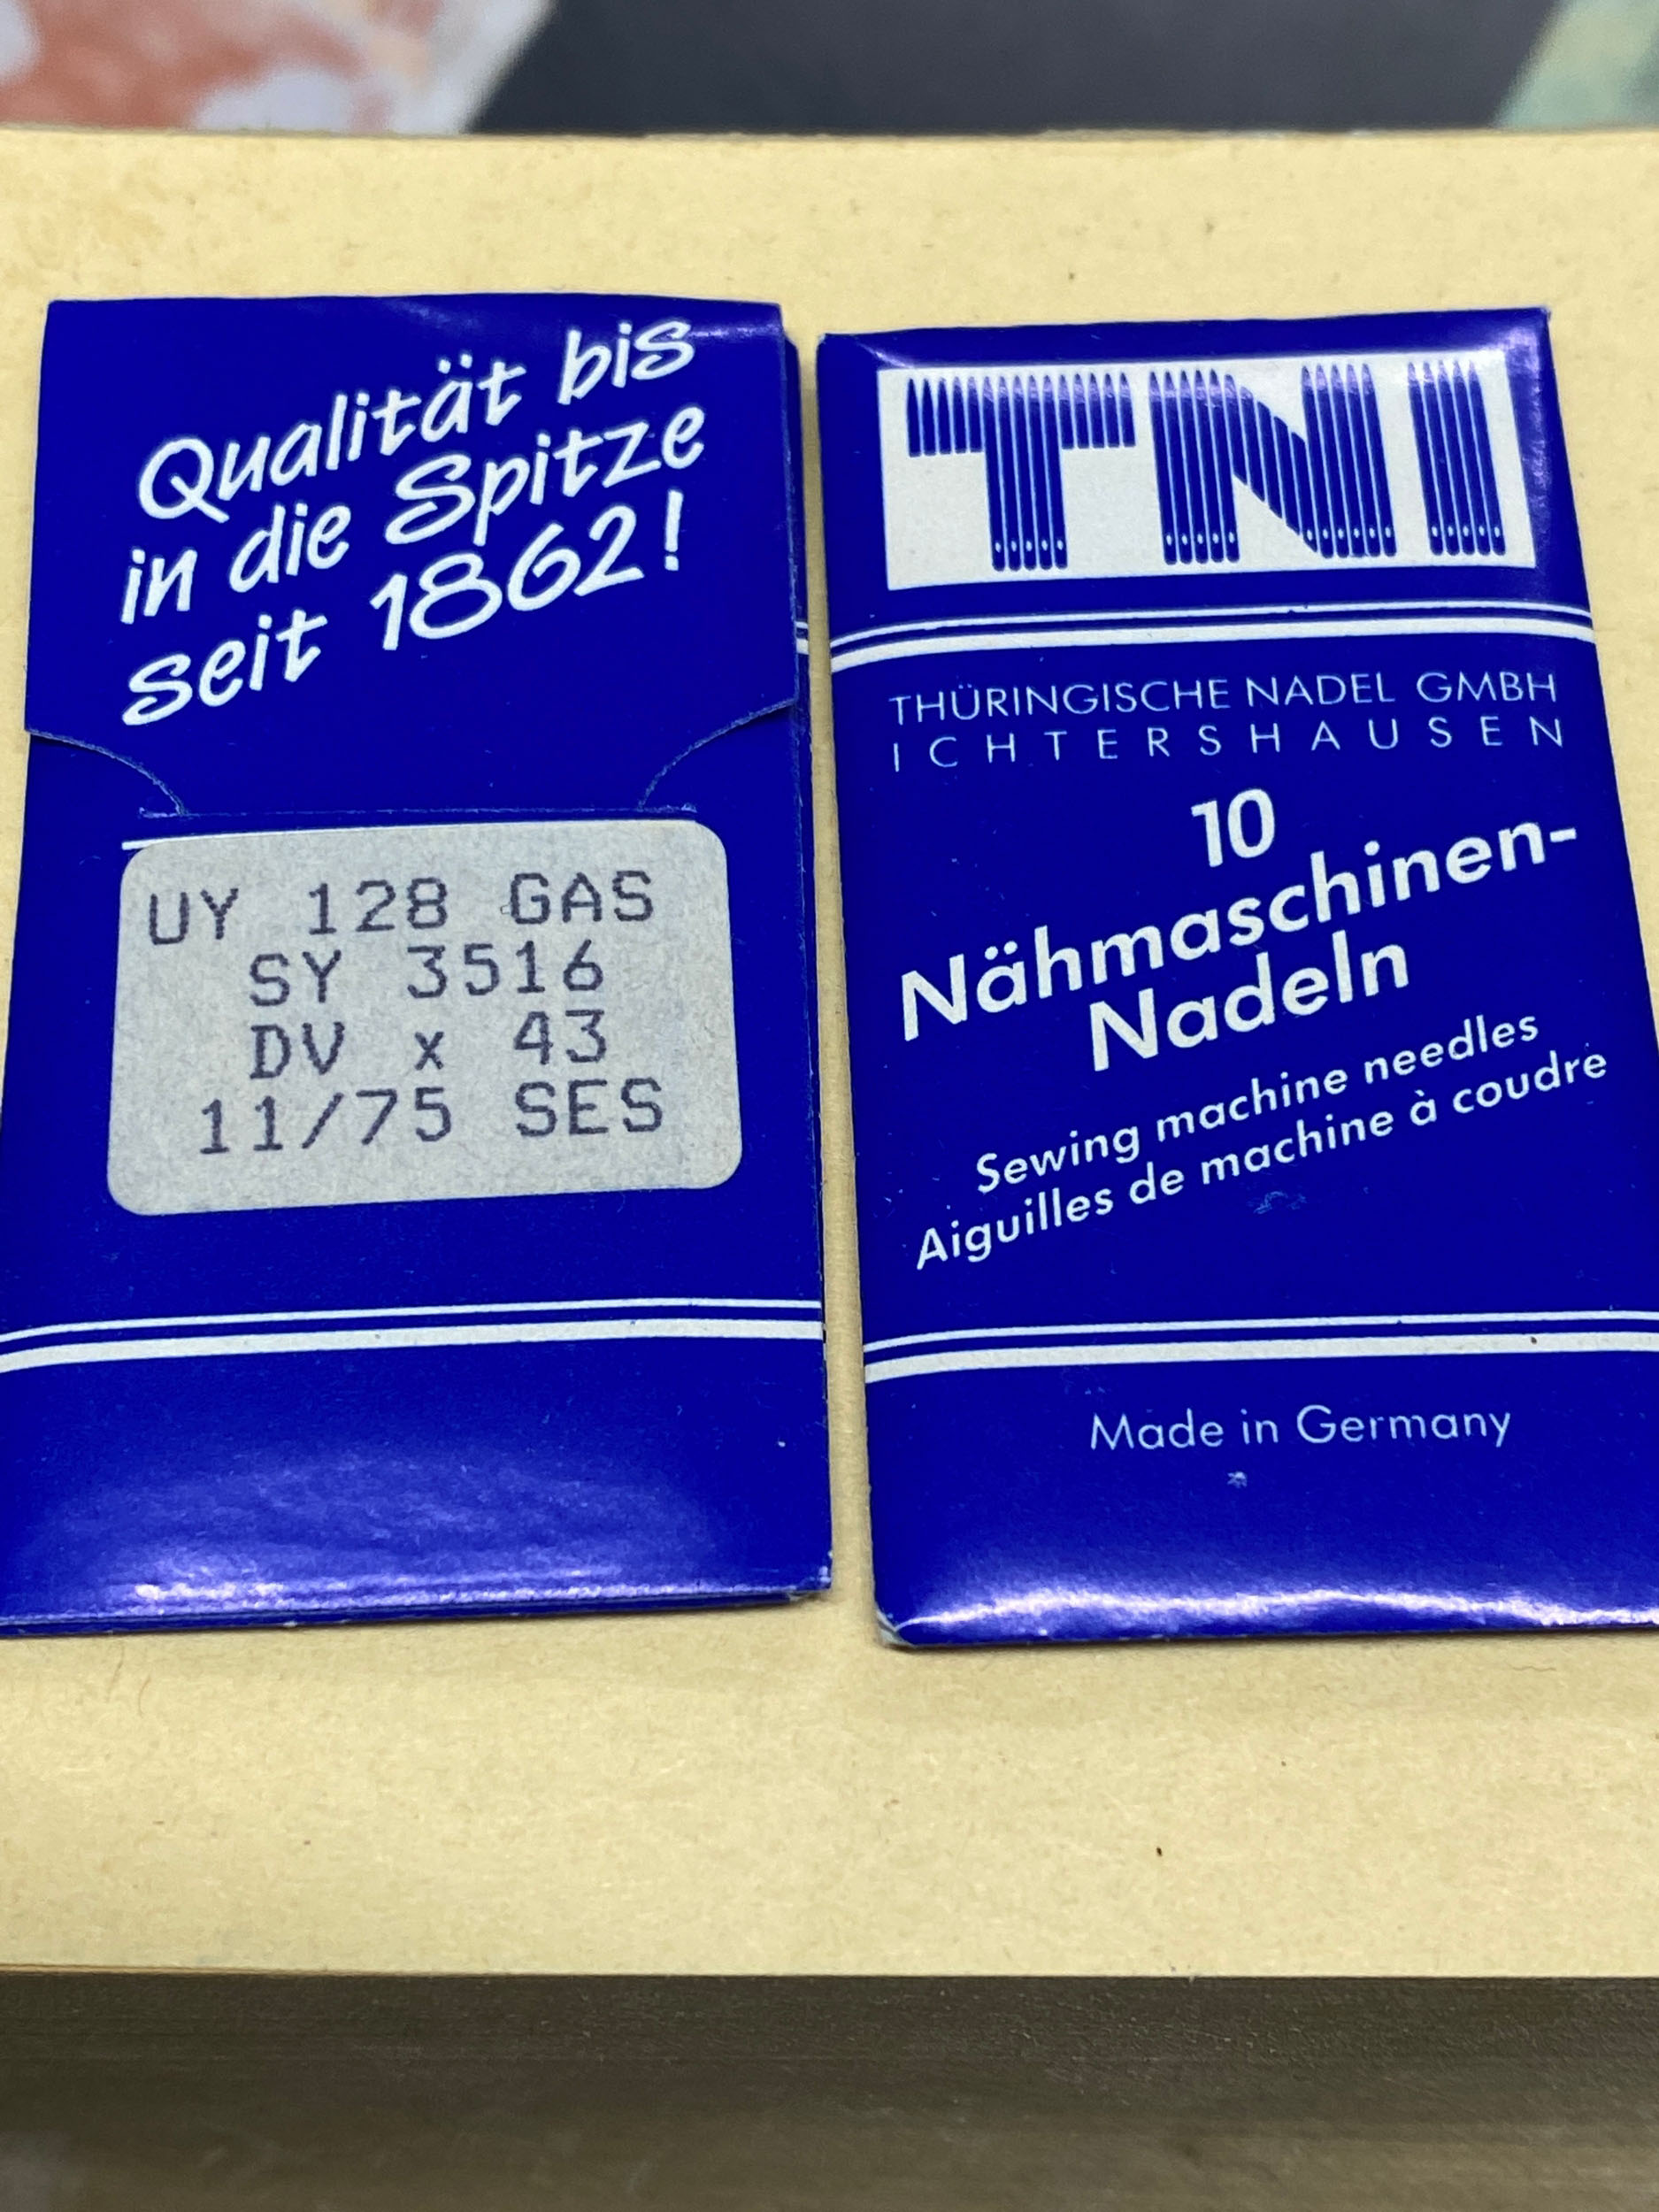 Qualität bis
in die Spitze
seit 1862!
UY 128 GAS
SY 3516
DV x 43
11/75 SES
TNI
THÜRINGISCHE NADEL GMBH
ICHTERSHAUSEN
10
Nähmaschinen-
Nadeln
Sewing machine needles
Aiguilles de machine à coudre
Made in Germany